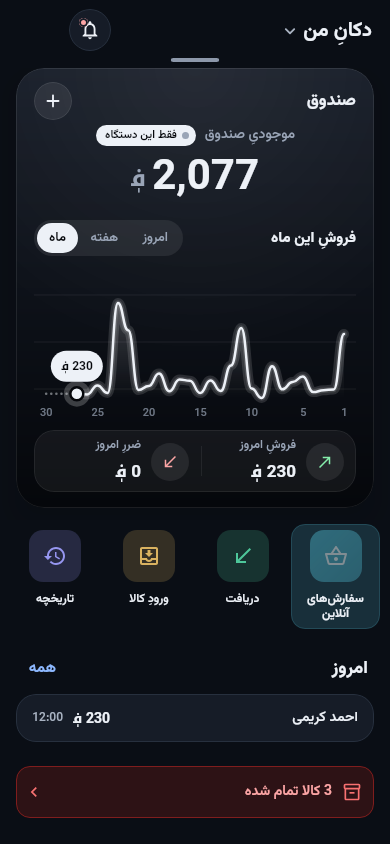 دکانِ من
صندوق
موجودیِ صندوق فقط این دستگاه
2,077 ؋
فروشِ این ماه
امروز هفته ماه
230 ؋
1 5 10 15 20 25 30
فروشِ امروز
230 ؋
ضررِ امروز
0 ؋
سفارش‌های آنلاین
دریافت
ورودِ کالا
تاریخچه
امروز همه
احمد کریمی 230 ؋ 12:00
3 کالا تمام شده